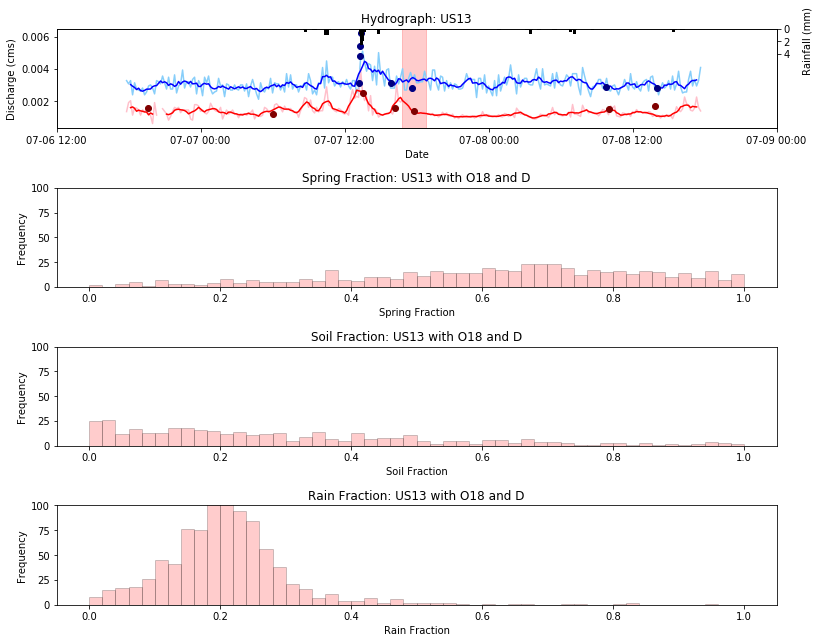 Hydrograph: US13
0.006
0.004
0.002
Discharge (cms)
0
2
4
Rainfall (mm)
07-06 12:00 07-07 00:00 07-07 12:00 07-08 00:00 07-08 12:00 07-09 00:00
Date
Spring Fraction: US13 with O18 and D
100
75
50
25
0
Frequency
0.0 0.2 0.4 0.6 0.8 1.0
Spring Fraction
Soil Fraction: US13 with O18 and D
100
75
50
25
0
Frequency
0.0 0.2 0.4 0.6 0.8 1.0
Soil Fraction
Rain Fraction: US13 with O18 and D
100
75
50
25
0
Frequency
0.0 0.2 0.4 0.6 0.8 1.0
Rain Fraction